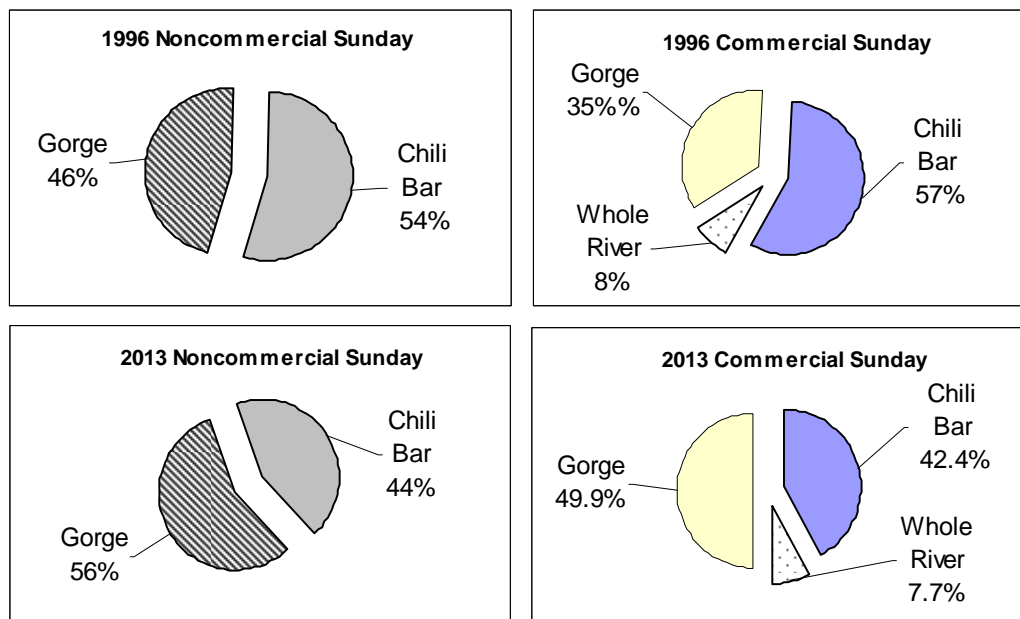 1996 Noncommercial Sunday
Gorge
46%
Chili
Bar
54%
1996 Commercial Sunday
Gorge
35%%
Chili
Bar
57%
Whole
River
8%
2013 Noncommercial Sunday
Chili
Bar
44%
Gorge
56%
2013 Commercial Sunday
Chili
Bar
42.4%
Gorge
49.9%
Whole
River
7.7%